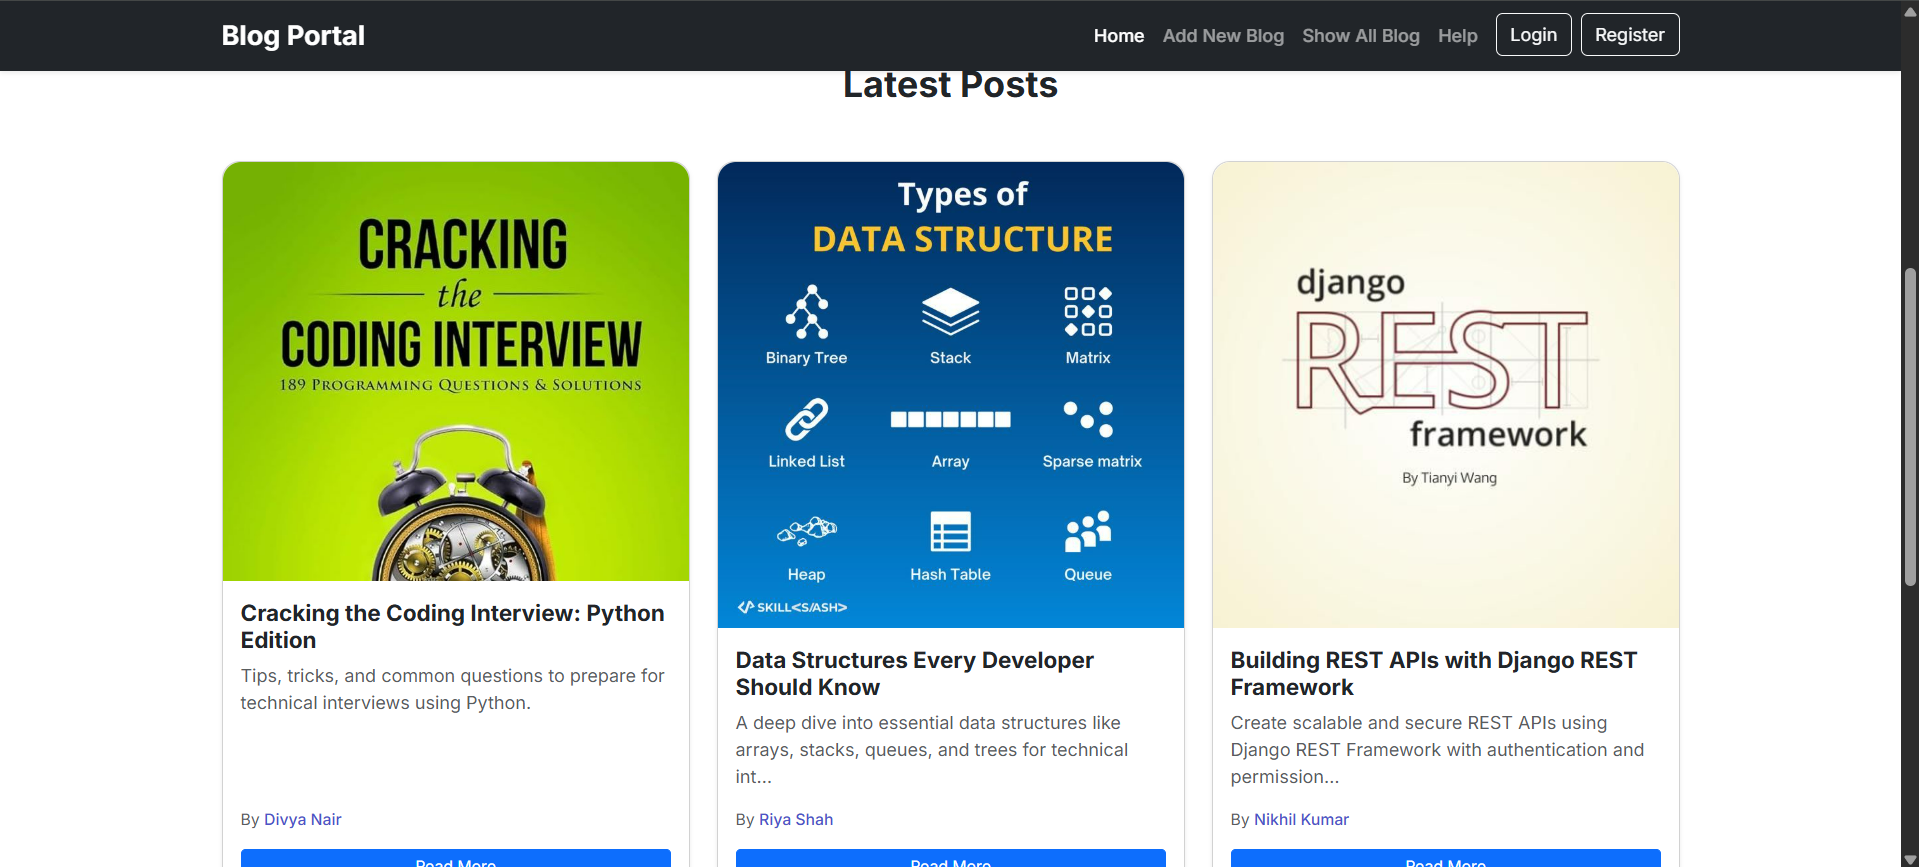 Blog Portal
Home
Add New Blog
Show All Blog
Help
Login
Register
Latest Posts
CRACKING
the
CODING INTERVIEW
189 PROGRAMMING QUESTIONS & SOLUTIONS
Cracking the Coding Interview: Python
Edition
Tips, tricks, and common questions to prepare for
technical interviews using Python.
By Divya Nair
Read More
Types of
DATA STRUCTURE
Binary Tree
Stack
Matrix
Linked List
Array
Sparse matrix
Heap
Hash Table
Queue
</> SKILL<S/ASH>
Data Structures Every Developer
Should Know
A deep dive into essential data structures like
arrays, stacks, queues, and trees for technical
int...
By Riya Shah
Read More
django
REST
framework
By Tianyi Wang
Building REST APIs with Django REST
Framework
Create scalable and secure REST APIs using
Django REST Framework with authentication and
permission...
By Nikhil Kumar
Read More